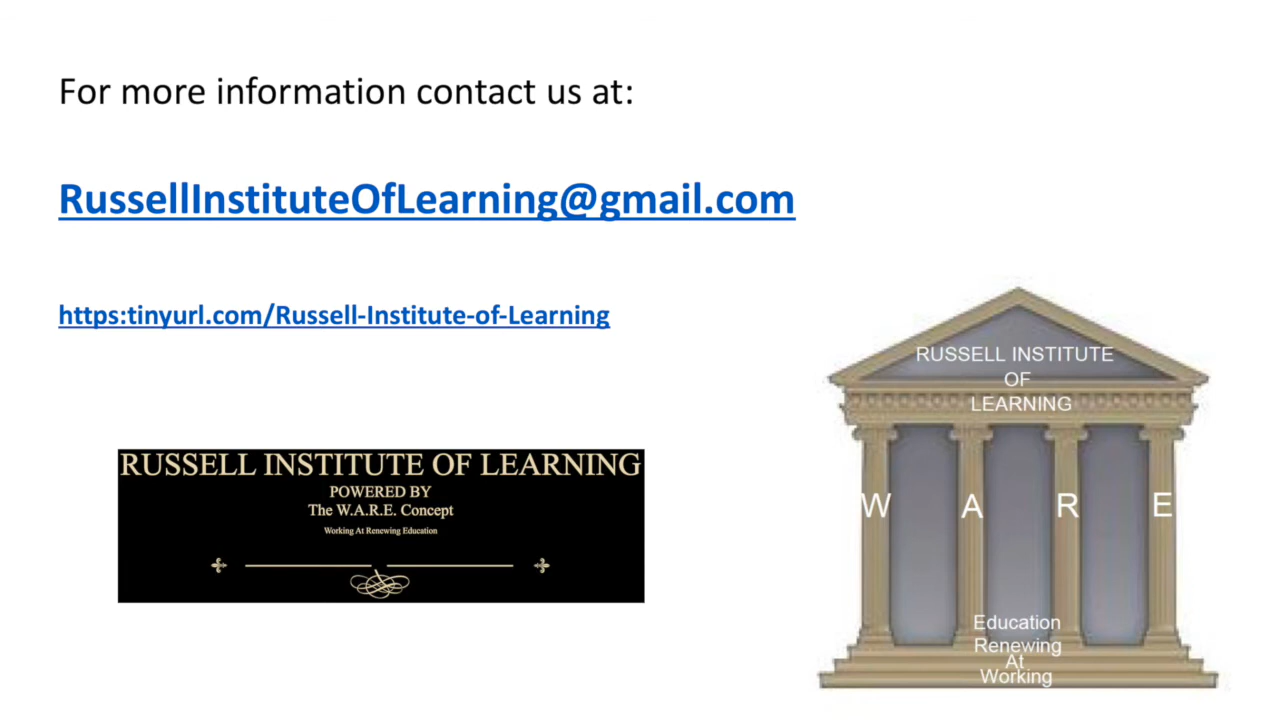 For more information contact us at:
RussellInstituteOfLearning@gmail.com
https:tinyurl.com/Russell-Institute-of-Learning
RUSSELL INSTITUTE OF LEARNING
POWERED BY
The W.A.R.E. Concept
Working At Renewing Education
RUSSELL INSTITUTE
OF
LEARNING
W A R E
Education
Renewing
At
Working